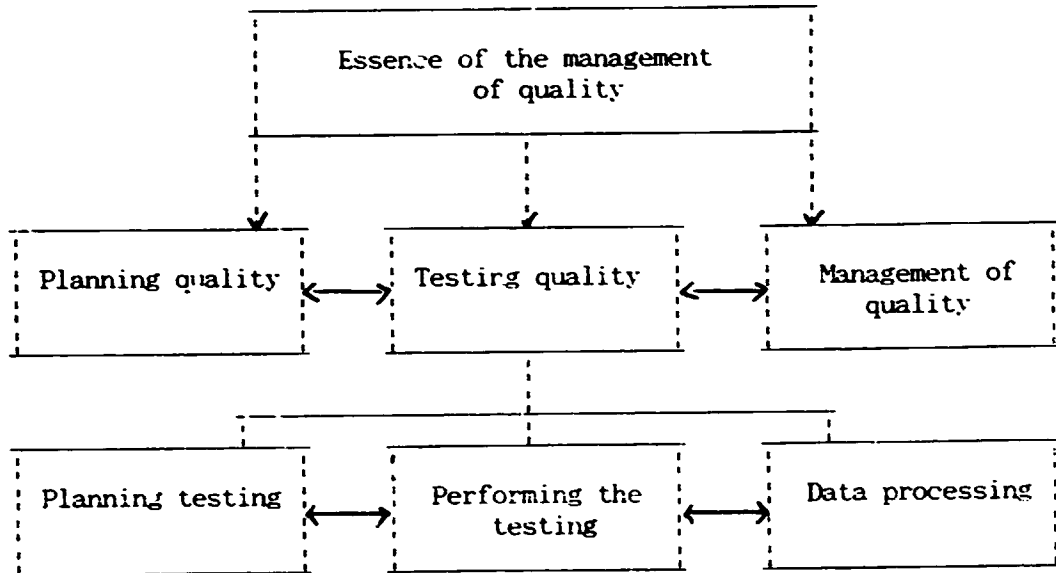 Essence of the management
of quality
Planning quality
Testing quality
Management of
quality
Planning testing
Performing the
testing
Data processing